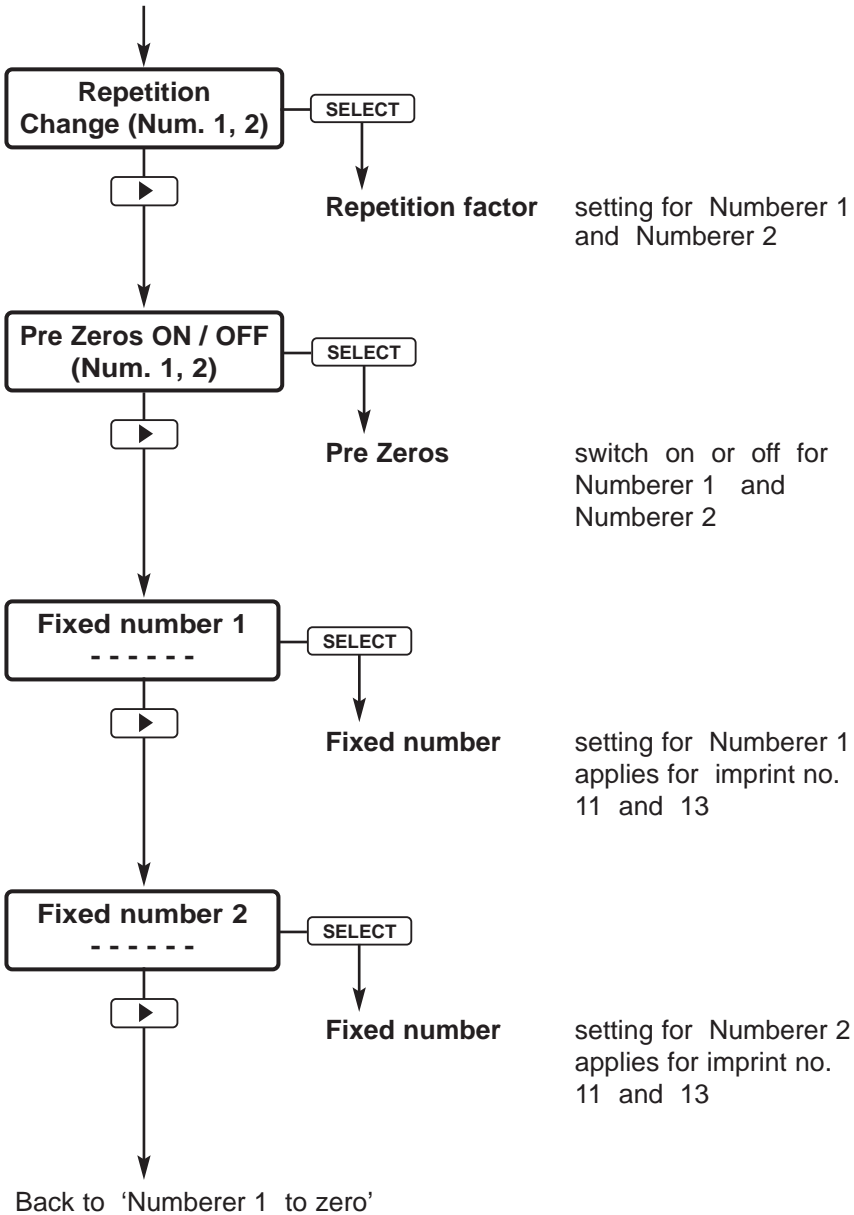 Repetition
Change (Num. 1, 2)
SELECT
Repetition factor setting for Numberer 1
and Numberer 2
Pre Zeros ON / OFF
(Num. 1, 2)
SELECT
Pre Zeros switch on or off for
Numberer 1 and
Numberer 2
Fixed number 1
- - - - - -
SELECT
Fixed number setting for Numberer 1
applies for imprint no.
11 and 13
Fixed number 2
- - - - - -
SELECT
Fixed number setting for Numberer 2
applies for imprint no.
11 and 13
Back to ‘Numberer 1 to zero’